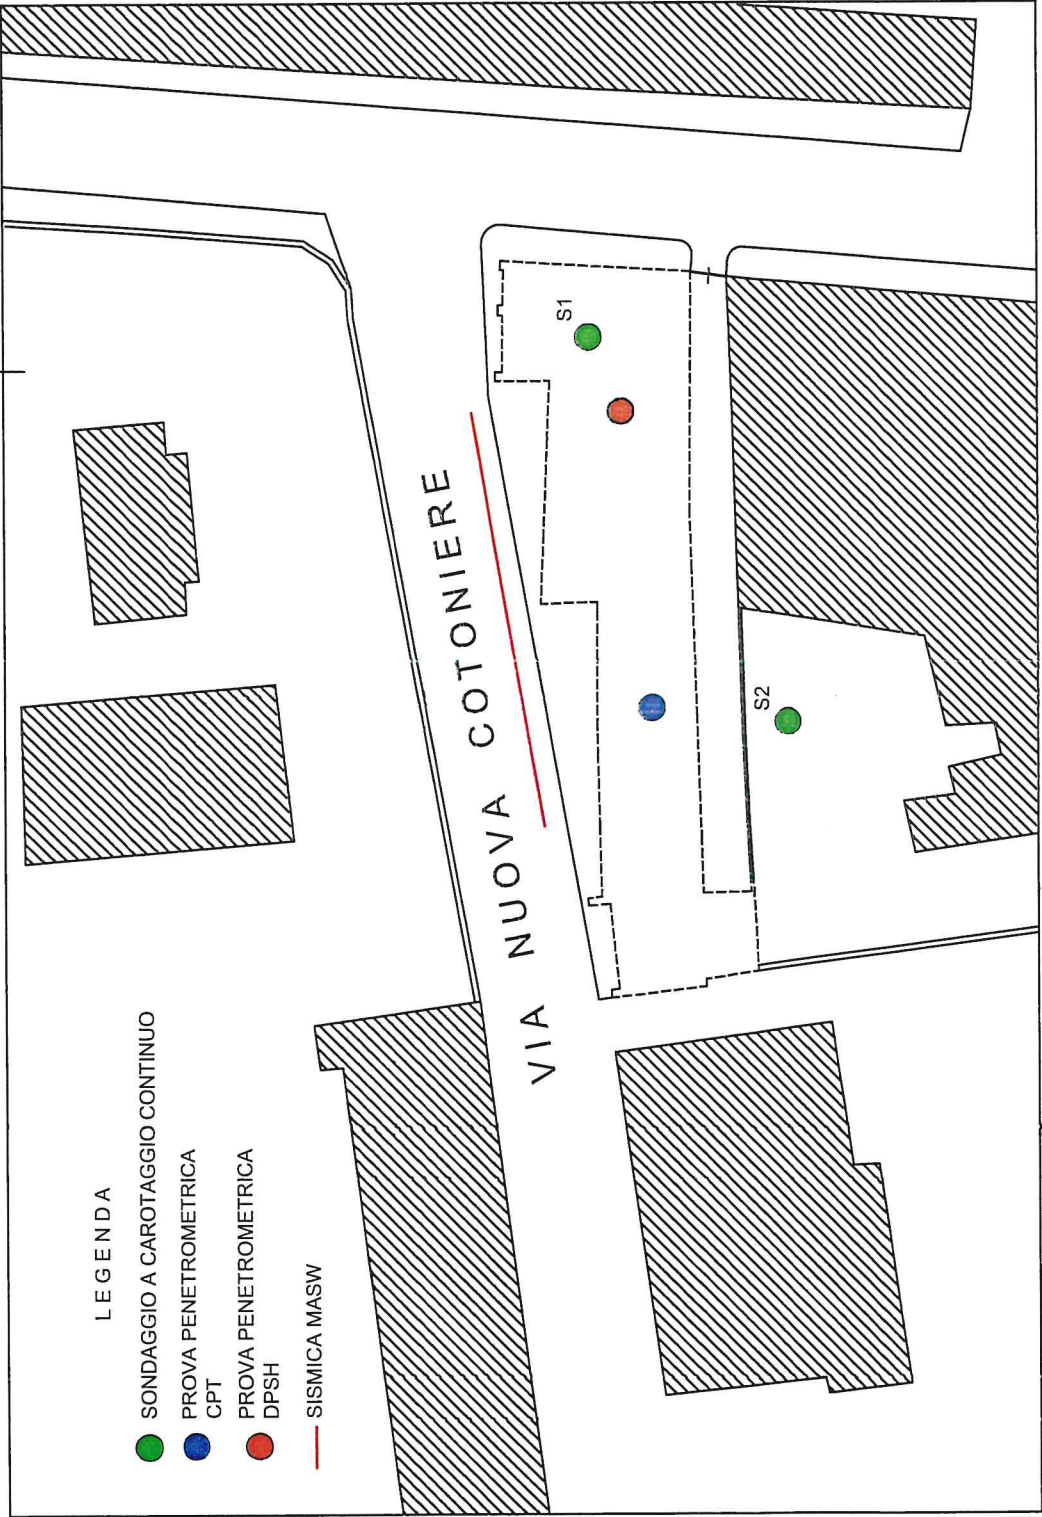 LEGENDA
SONDAGGIO A CAROTAGGIO CONTINUO
PROVA PENETROMETRICA
CPT
PROVA PENETROMETRICA
DPSH
SISMICA MASW
VIA NUOVA COTONIERE
S1
S2